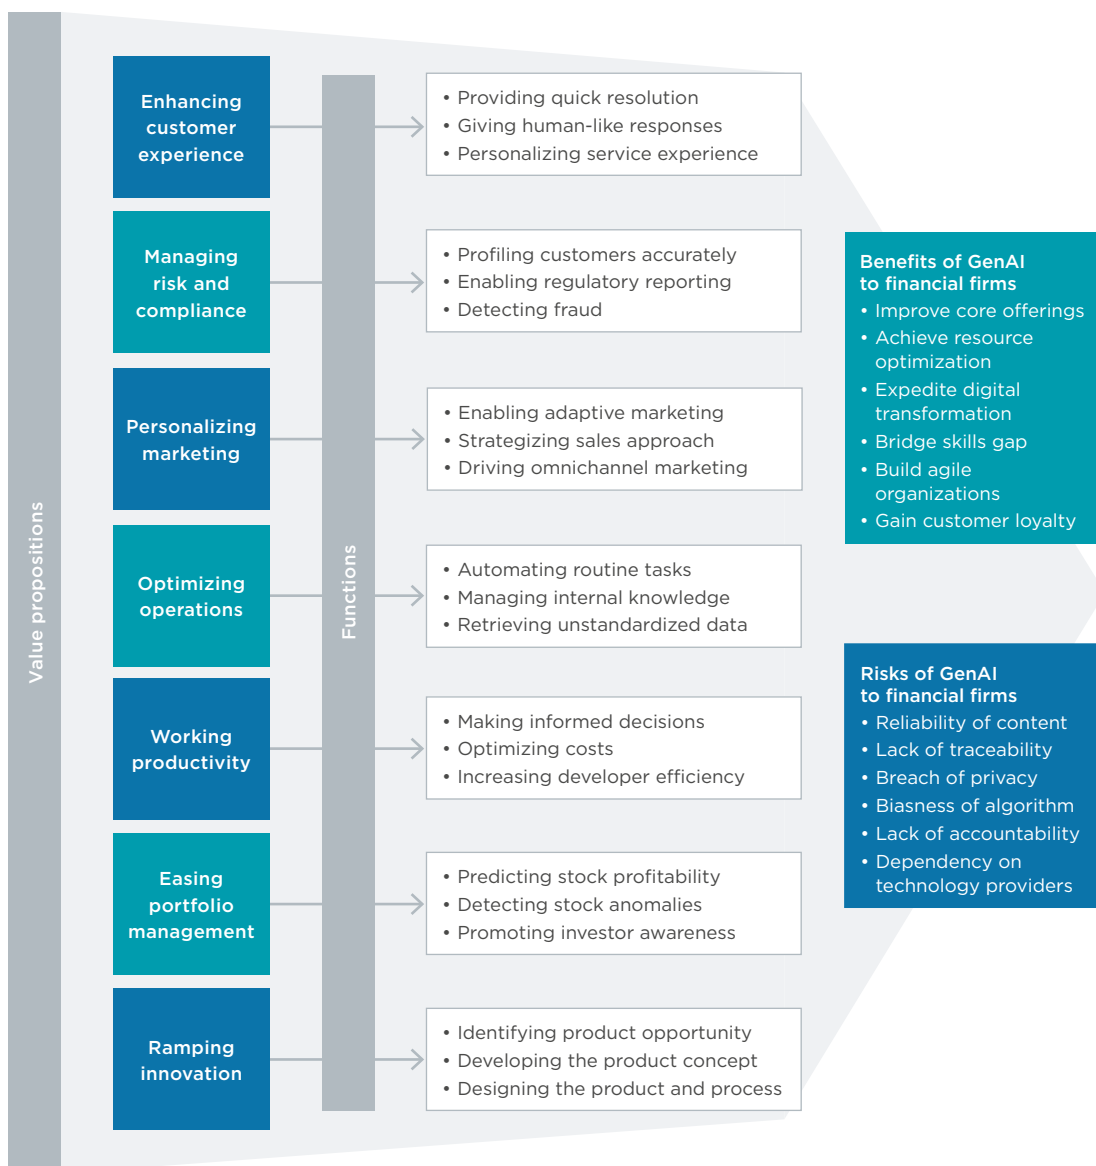 Value propositions
Enhancing
customer
experience
Managing
risk and
compliance
Personalizing
marketing
Optimizing
operations
Working
productivity
Easing
portfolio
management
Ramping
innovation
Functions
• Providing quick resolution
• Giving human-like responses
• Personalizing service experience
• Profiling customers accurately
• Enabling regulatory reporting
• Detecting fraud
• Enabling adaptive marketing
• Strategizing sales approach
• Driving omnichannel marketing
• Automating routine tasks
• Managing internal knowledge
• Retrieving unstandardized data
• Making informed decisions
• Optimizing costs
• Increasing developer efficiency
• Predicting stock profitability
• Detecting stock anomalies
• Promoting investor awareness
• Identifying product opportunity
• Developing the product concept
• Designing the product and process
Benefits of GenAI
to financial firms
• Improve core offerings
• Achieve resource
optimization
• Expedite digital
transformation
• Bridge skills gap
• Build agile
organizations
• Gain customer loyalty
Risks of GenAI
to financial firms
• Reliability of content
• Lack of traceability
• Breach of privacy
• Biasness of algorithm
• Lack of accountability
• Dependency on
technology providers